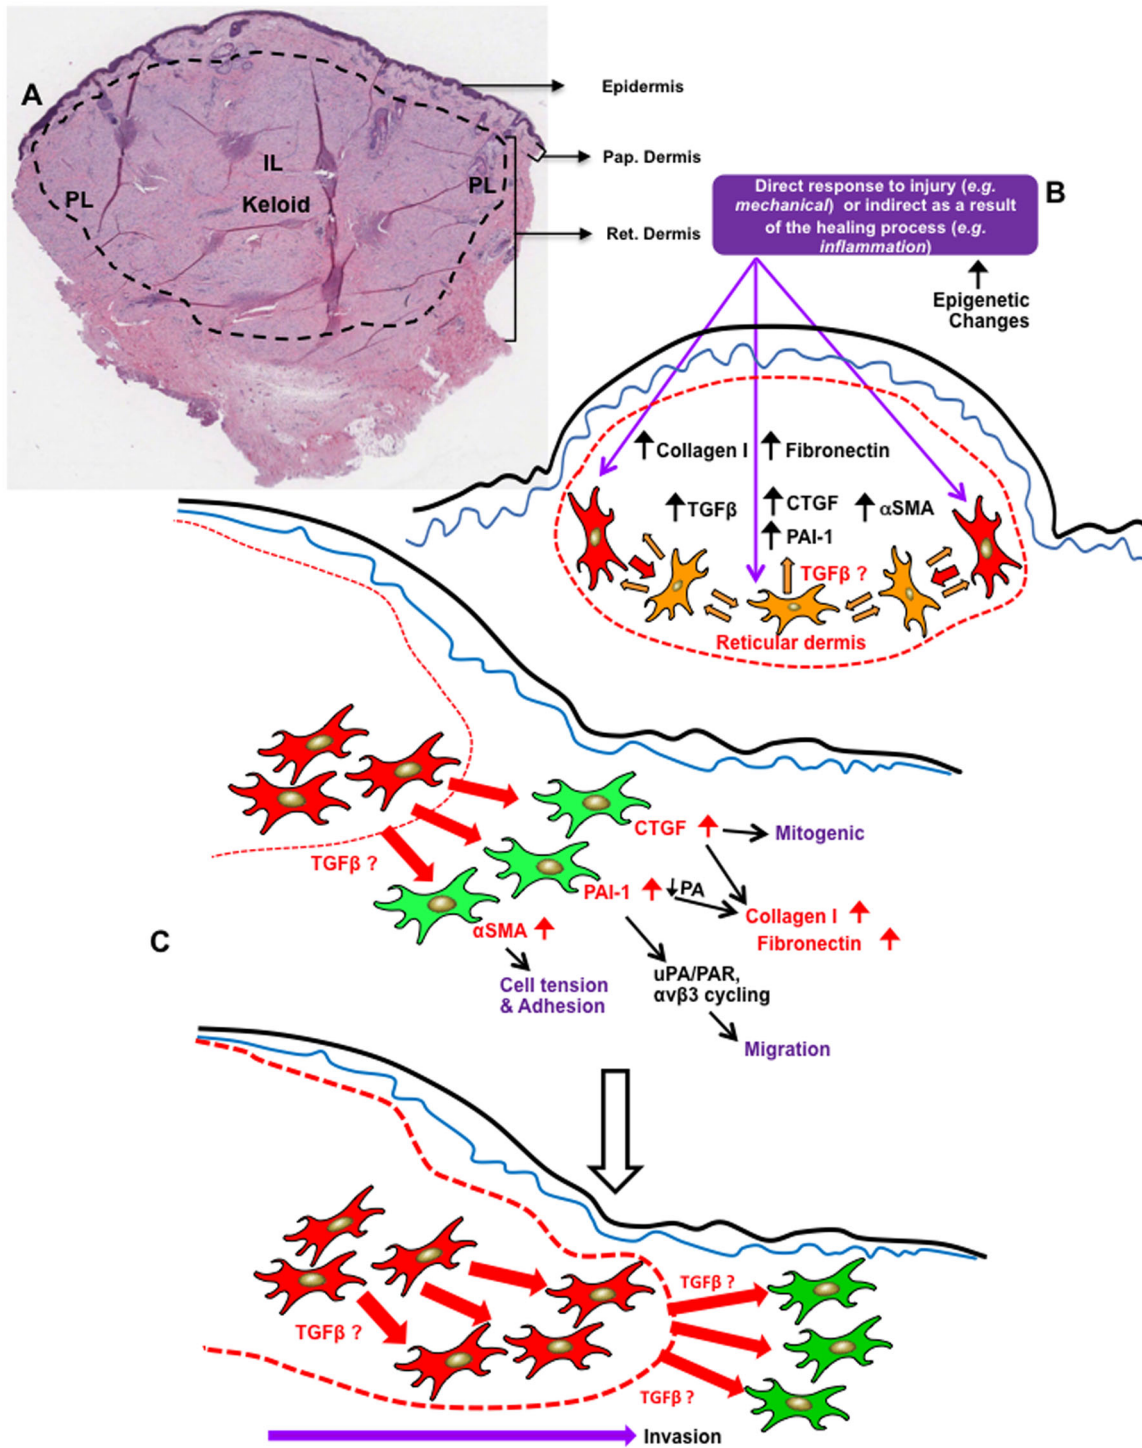 A
Epidermis
Pap. Dermis
IL
PL
PL
Keloid
Ret. Dermis
B
Direct response to injury (e.g.
mechanical) or indirect as a result
of the healing process (e.g.
inflammation)
Epigenetic
Changes
Collagen I
Fibronectin
TGFβ
CTGF
αSMA
PAI-1
TGFβ ?
Reticular dermis
C
CTGF
Mitogenic
TGFβ ?
PAI-1
PA
Collagen I
Fibronectin
αSMA
Cell tension
& Adhesion
uPA/PAR,
αvβ3 cycling
Migration
TGFβ ?
TGFβ ?
TGFβ ?
Invasion